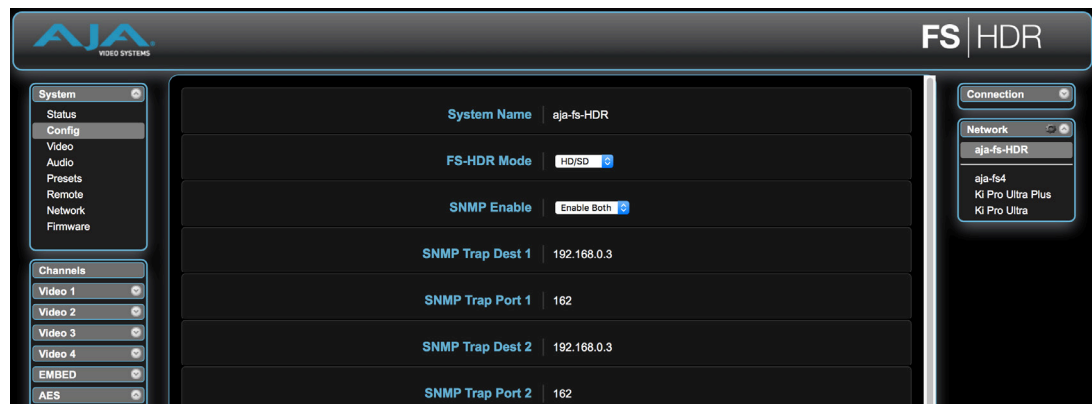 AJA
VIDEO SYSTEMS
FS HDR
System
Status
Config
Video
Audio
Presets
Remote
Network
Firmware
Channels
Video 1
Video 2
Video 3
Video 4
EMBED
AES
System Name aja-fs-HDR
FS-HDR Mode HD/SD
SNMP Enable Enable Both
SNMP Trap Dest 1 192.168.0.3
SNMP Trap Port 1 162
SNMP Trap Dest 2 192.168.0.3
SNMP Trap Port 2 162
Connection
Network
aja-fs-HDR
aja-fs4
Ki Pro Ultra Plus
Ki Pro Ultra